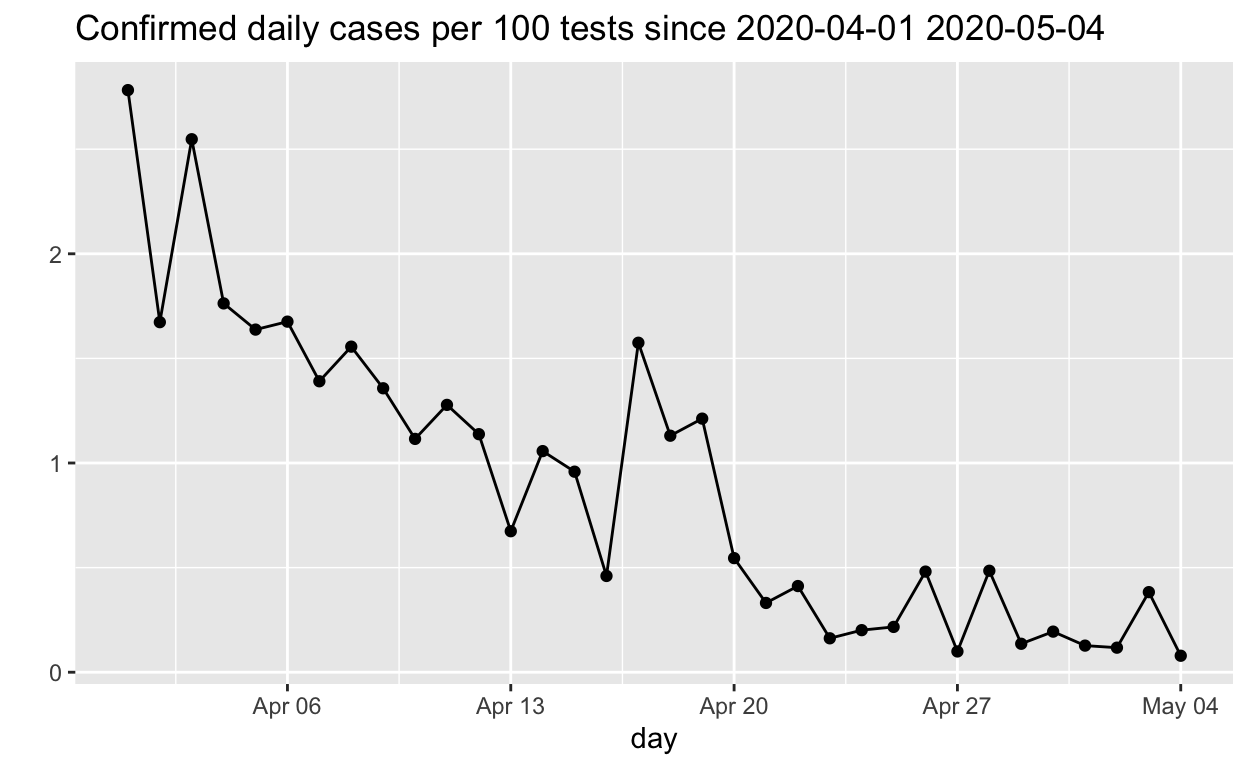 Confirmed daily cases per 100 tests since 2020-04-01 2020-05-04
2
1
0
Apr 06 Apr 13 Apr 20 Apr 27 May 04
day